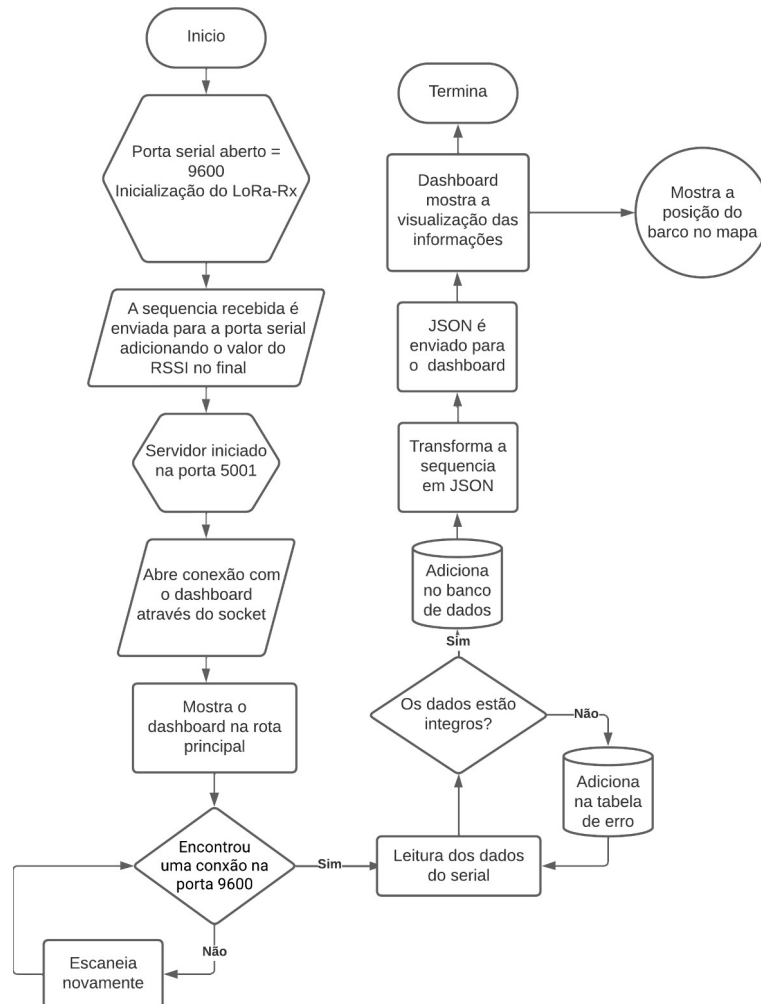 Inicio
Porta serial aberto =
9600
Inicialização do LoRa-Rx
A sequencia recebida é
enviada para a porta serial
adicionando o valor do
RSSI no final
Servidor iniciado
na porta 5001
Abre conexão com
o dashboard
através do socket
Mostra o
dashboard na rota
principal
Encontrou
uma conxão na
porta 9600
Não
Escaneia
novamente
Sim
Leitura dos dados
do serial
Os dados estão
integros?
Não
Adiciona
na tabela
de erro
Sim
Adiciona
no banco
de dados
Transforma a
sequencia
em JSON
JSON é
enviado para
o dashboard
Dashboard
mostra a
visualização das
informações
Mostra a
posição do
barco no mapa
Termina